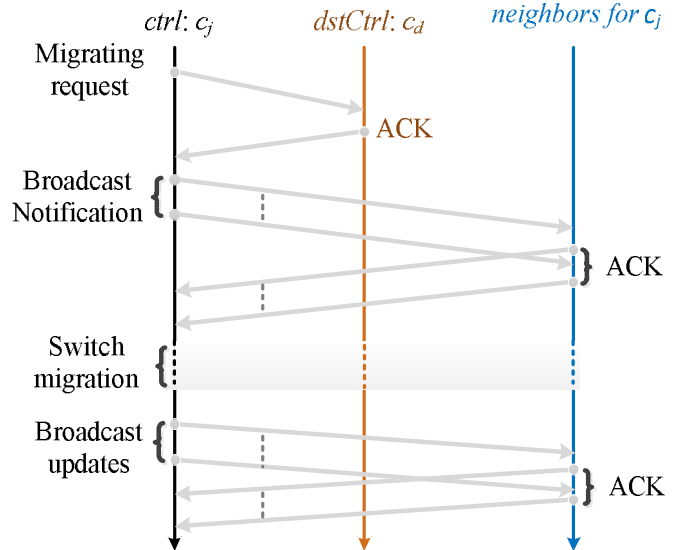 ctrl: cj
dstCtrl: cd
neighbors for cj
Migrating
request
ACK
Broadcast
Notification
ACK
Switch
migration
Broadcast
updates
ACK